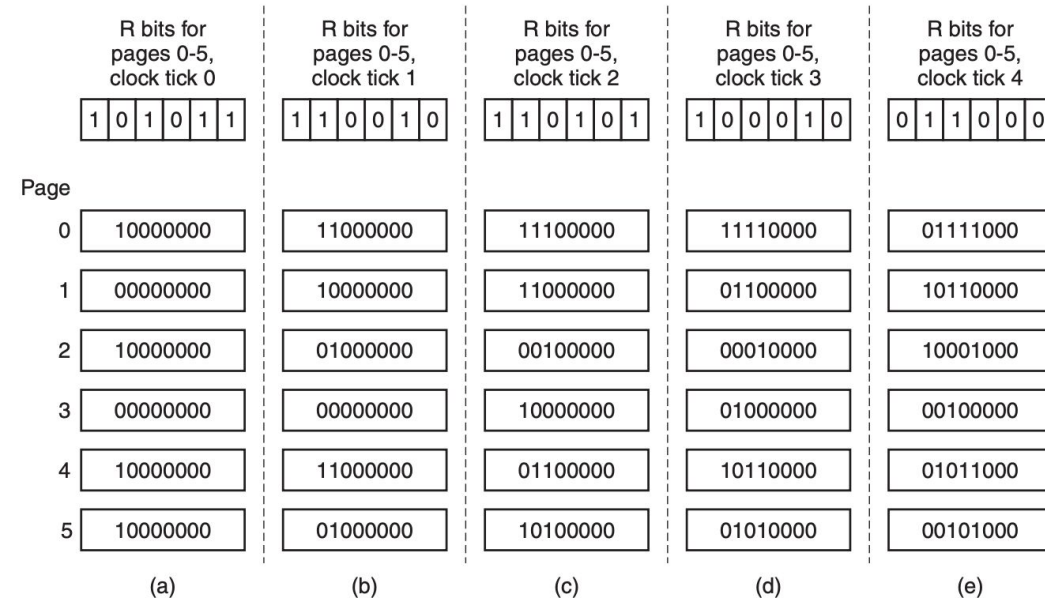 R bits for pages 0-5, clock tick 0
R bits for pages 0-5, clock tick 1
R bits for pages 0-5, clock tick 2
R bits for pages 0-5, clock tick 3
R bits for pages 0-5, clock tick 4
1 0 1 0 1 1
1 1 0 0 1 0
1 1 0 1 0 1
1 0 0 0 1 0
0 1 1 0 0 0
Page
0 10000000 11000000 11100000 11110000 01111000
1 00000000 10000000 11000000 01100000 10110000
2 10000000 01000000 00100000 00010000 10001000
3 00000000 00000000 10000000 01000000 00100000
4 10000000 11000000 01100000 10110000 01011000
5 10000000 01000000 10100000 01010000 00101000
(a) (b) (c) (d) (e)